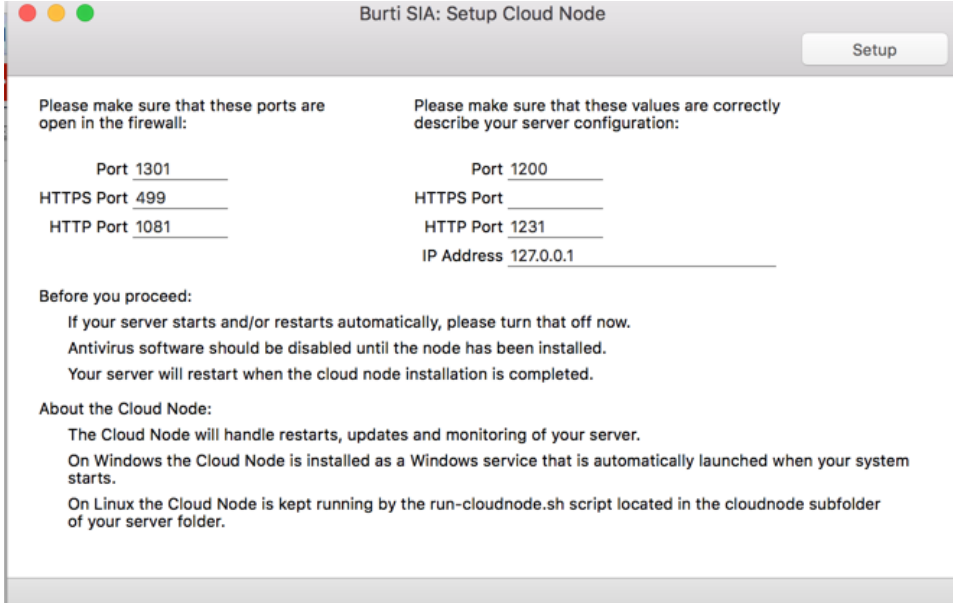 Burti SIA: Setup Cloud Node
Setup
Please make sure that these ports are
open in the firewall:
Port 1301
HTTPS Port 499
HTTP Port 1081
Please make sure that these values are correctly
describe your server configuration:
Port 1200
HTTPS Port
HTTP Port 1231
IP Address 127.0.0.1
Before you proceed:
If your server starts and/or restarts automatically, please turn that off now.
Antivirus software should be disabled until the node has been installed.
Your server will restart when the cloud node installation is completed.
About the Cloud Node:
The Cloud Node will handle restarts, updates and monitoring of your server.
On Windows the Cloud Node is installed as a Windows service that is automatically launched when your system
starts.
On Linux the Cloud Node is kept running by the run-cloudnode.sh script located in the cloudnode subfolder
of your server folder.